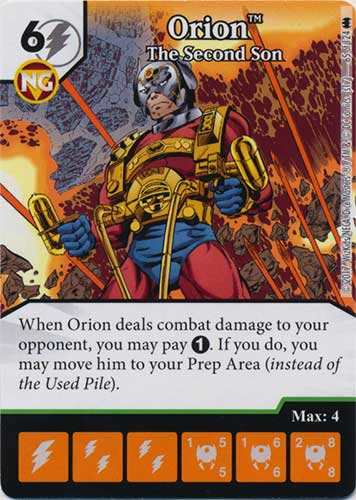 6
Orion™
The Second Son
NG
When Orion deals combat damage to your
opponent, you may pay 1. If you do, you
may move him to your Prep Area (instead of
the Used Pile).
Max: 4
1 5
5
1 6
6
2 8
8